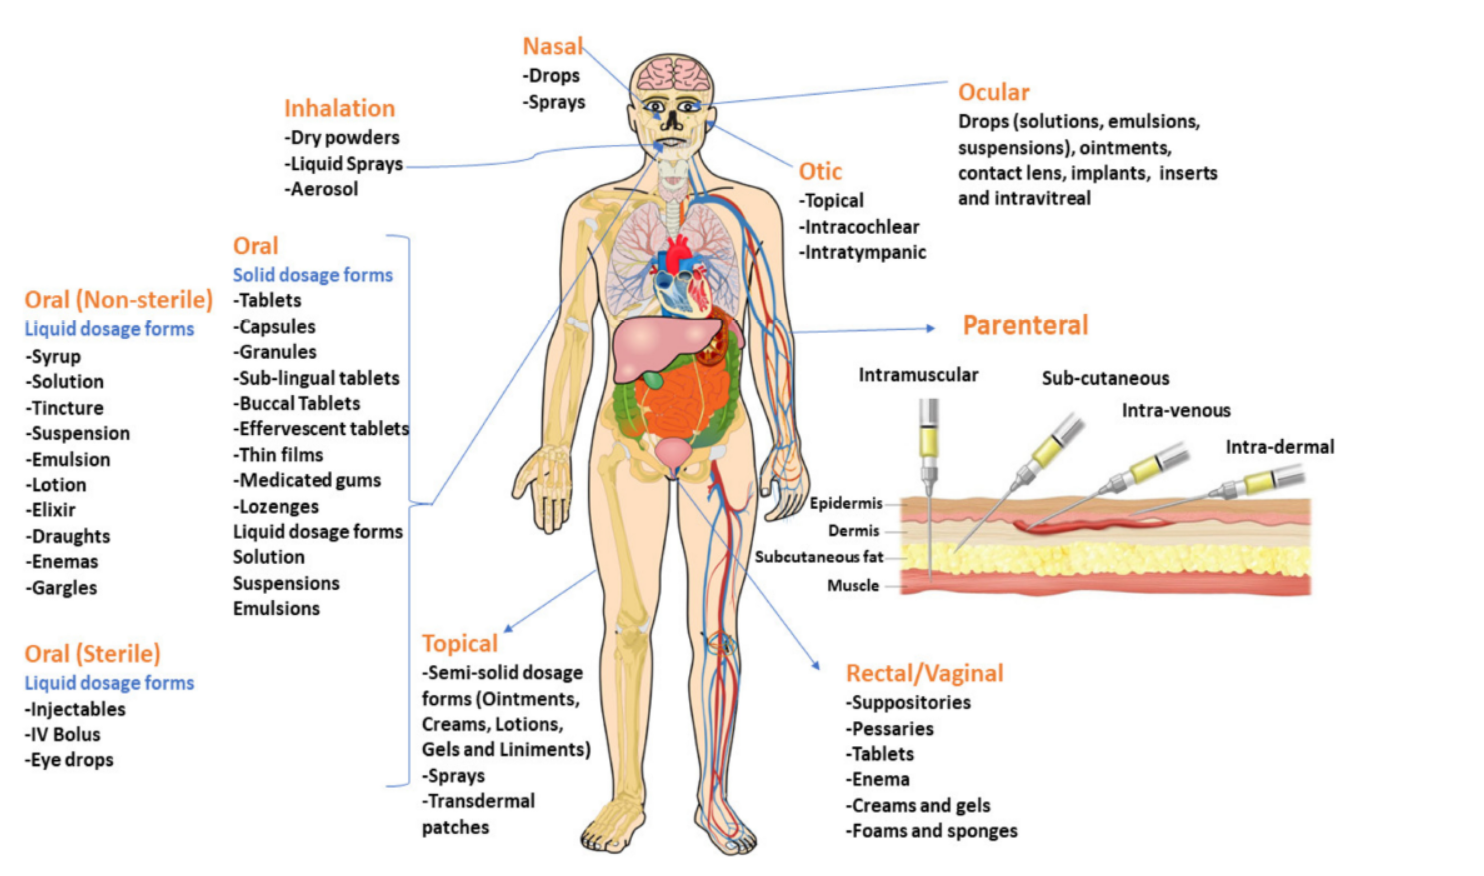 Nasal
-Drops
-Sprays
Inhalation
-Dry powders
-Liquid Sprays
-Aerosol
Ocular
Drops (solutions, emulsions,
suspensions), ointments,
contact lens, implants, inserts
and intravitreal
Otic
-Topical
-Intracochlear
-Intratympanic
Oral
Solid dosage forms
-Tablets
-Capsules
-Granules
-Sub-lingual tablets
-Buccal Tablets
-Effervescent tablets
-Thin films
-Medicated gums
-Lozenges
Liquid dosage forms
Solution
Suspensions
Emulsions
Oral (Non-sterile)
Liquid dosage forms
-Syrup
-Solution
-Tincture
-Suspension
-Emulsion
-Lotion
-Elixir
-Draughts
-Enemas
-Gargles
Oral (Sterile)
Liquid dosage forms
-Injectables
-IV Bolus
-Eye drops
Parenteral
Intramuscular
Sub-cutaneous
Intra-venous
Intra-dermal
Epidermis
Dermis
Subcutaneous fat
Muscle
Topical
-Semi-solid dosage
forms (Ointments,
Creams, Lotions,
Gels and Liniments)
-Sprays
-Transdermal
patches
Rectal/Vaginal
-Suppositories
-Pessaries
-Tablets
-Enema
-Creams and gels
-Foams and sponges